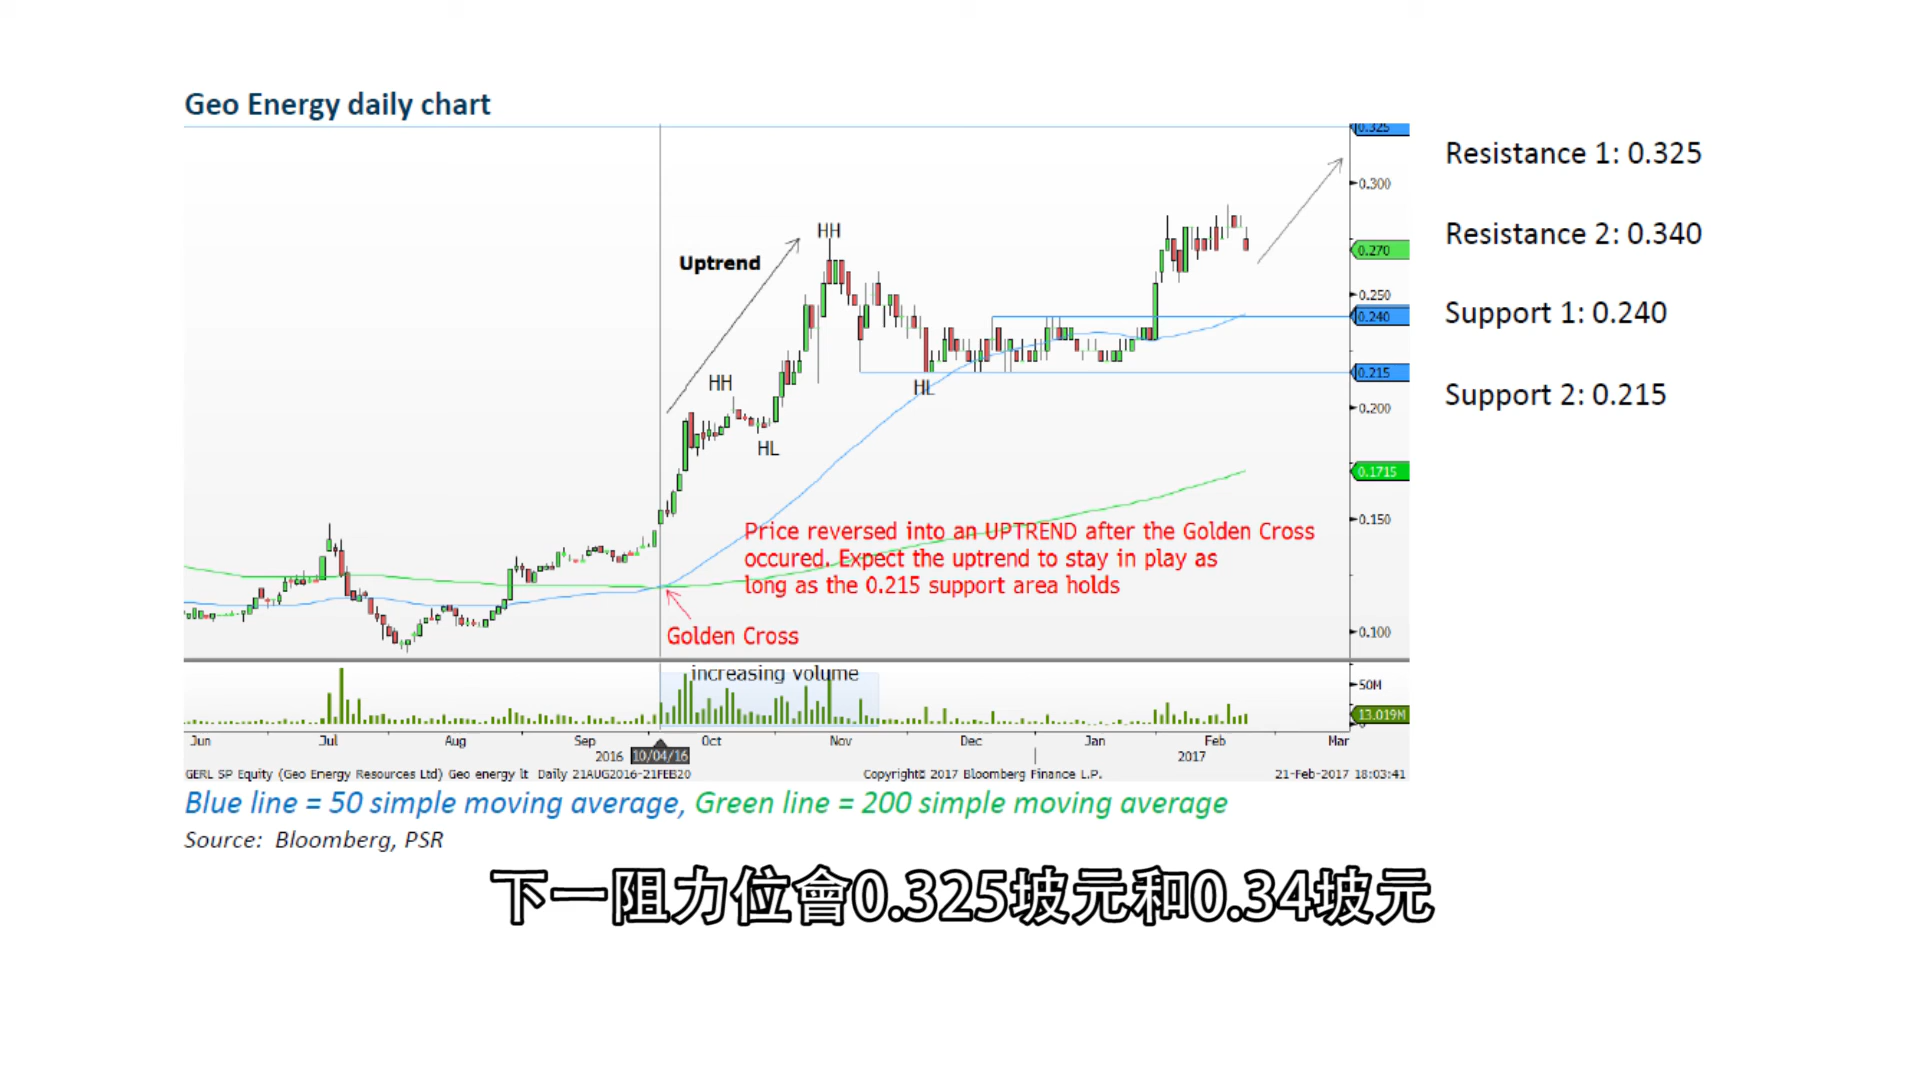 Geo Energy daily chart
0.325
Resistance 1: 0.325
0.300
HH
Resistance 2: 0.340
Uptrend
0.270
0.250
0.240
Support 1: 0.240
0.215
HH
HL
Support 2: 0.215
0.200
HL
0.1715
0.150
Price reversed into an UPTREND after the Golden Cross
occured. Expect the uptrend to stay in play as
long as the 0.215 support area holds
Golden Cross
0.100
increasing volume
50M
13.019M
Jun Jul Aug Sep Oct Nov Dec Jan Feb Mar
2016 10/04/16 2017
GERL SP Equity (Geo Energy Resources Ltd) Geo energy lt Daily 21AUG2016-21FEB20 Copyright© 2017 Bloomberg Finance L.P. 21-Feb-2017 18:03:41
Blue line = 50 simple moving average, Green line = 200 simple moving average
Source: Bloomberg, PSR
下一阻力位會0.325坡元和0.34坡元